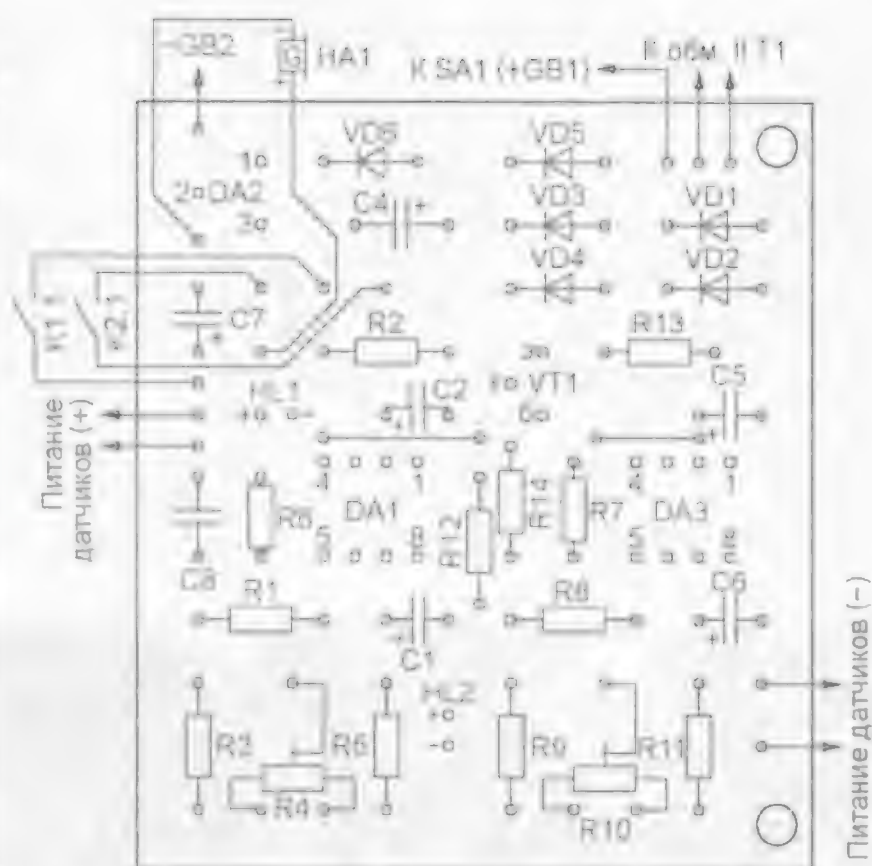 -GB2
HA1
К SA1 (+GB1)
К обм. II T1
VD6
VD5
1
2 DA2
C4
+
VD3
VD1
3
VD4
VD2
K1.1
K2.1
C7
+
R2
R13
HL1
+
-
C2
+
VT1
C5
+
Питание
датчиков (+)
4
1
4
1
R6
DA1
R12
R14
R7
DA3
5
8
5
8
C8
R1
C1
+
R8
C6
+
HL2
+
-
R3
R5
R9
R11
R4
R10
Питание датчиков (-)